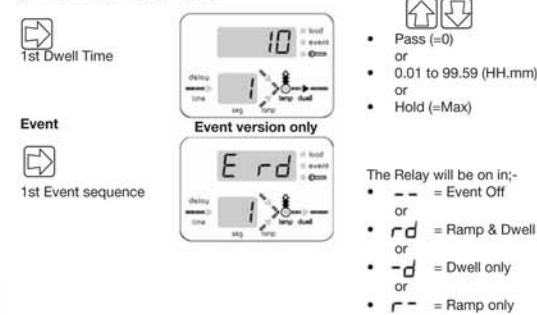 1st Dwell Time
10
load
event
delay
time
1
seg
ramp
temp
dwell
• Pass (=0)
or
• 0.01 to 99.59 (HH.mm)
or
• Hold (=Max)
Event
Event version only
1st Event sequence
E rd
load
event
delay
time
1
seg
ramp
temp
dwell
The Relay will be on in;-
• -- = Event Off
or
• rd = Ramp & Dwell
or
• -d = Dwell only
or
• r- = Ramp only